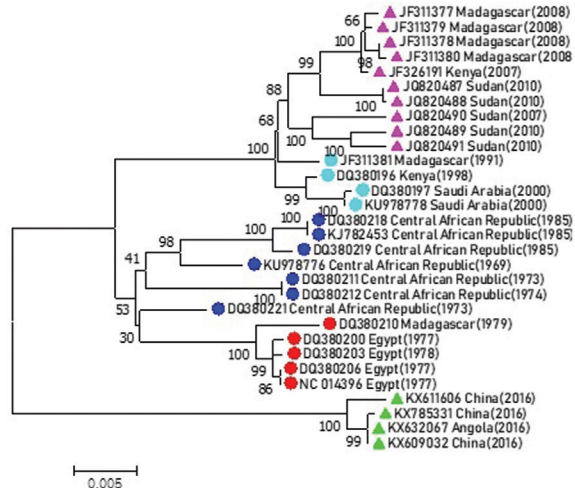 JF311377 Madagascar(2008)
66
JF311379 Madagascar(2008)
100
JF311378 Madagascar(2008)
99
98
JF311380 Madagascar(2008
JF326191 Kenya(2007)
88
JQ820487 Sudan(2010)
100
JQ820488 Sudan(2010)
68
JQ820490 Sudan(2007)
100
JQ820489 Sudan(2010)
100
100
JQ820491 Sudan(2010)
JF311381 Madagascar(1991)
DQ380196 Kenya(1998)
99
DQ380197 Saudi Arabia(2000)
100
KU978778 Saudi Arabia(2000)
100
DQ380218 Central African Republic(1985)
100
KJ782453 Central African Republic(1985)
98
DQ380219 Central African Republic(1985)
41
KU978776 Central African Republic(1969)
DQ380211 Central African Republic(1973)
100
DQ380212 Central African Republic(1974)
53
DQ380221 Central African Republic(1973)
DQ380210 Madagascar(1979)
30
DQ380200 Egypt(1977)
100
DQ380203 Egypt(1978)
99
DQ380206 Egypt(1977)
86
NC 014396 Egypt(1977)
KX611606 China(2016)
KX785331 China(2016)
100
KX632067 Angola(2016)
99
KX609032 China(2016)
0.005